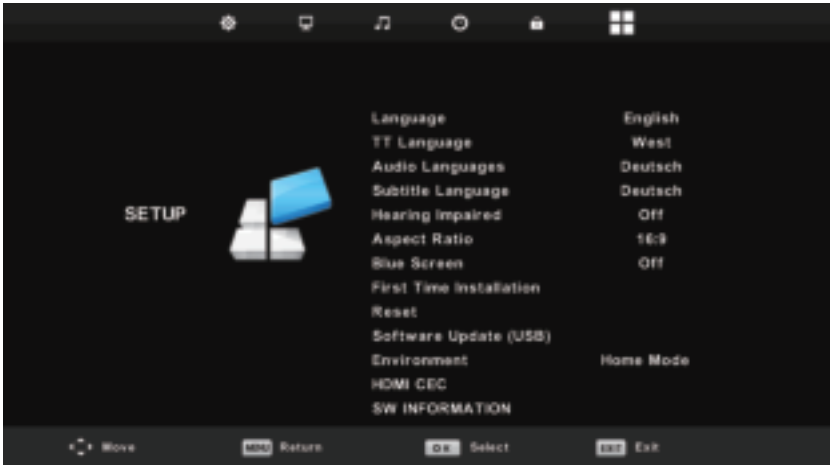 Language English
TT Language West
Audio Languages Deutsch
Subtitle Language Deutsch
SETUP
Hearing Impaired Off
Aspect Ratio 16:9
Blue Screen Off
First Time Installation
Reset
Software Update (USB)
Environment Home Mode
HDMI CEC
SW INFORMATION
Move MENU Return OK Select EXIT Exit